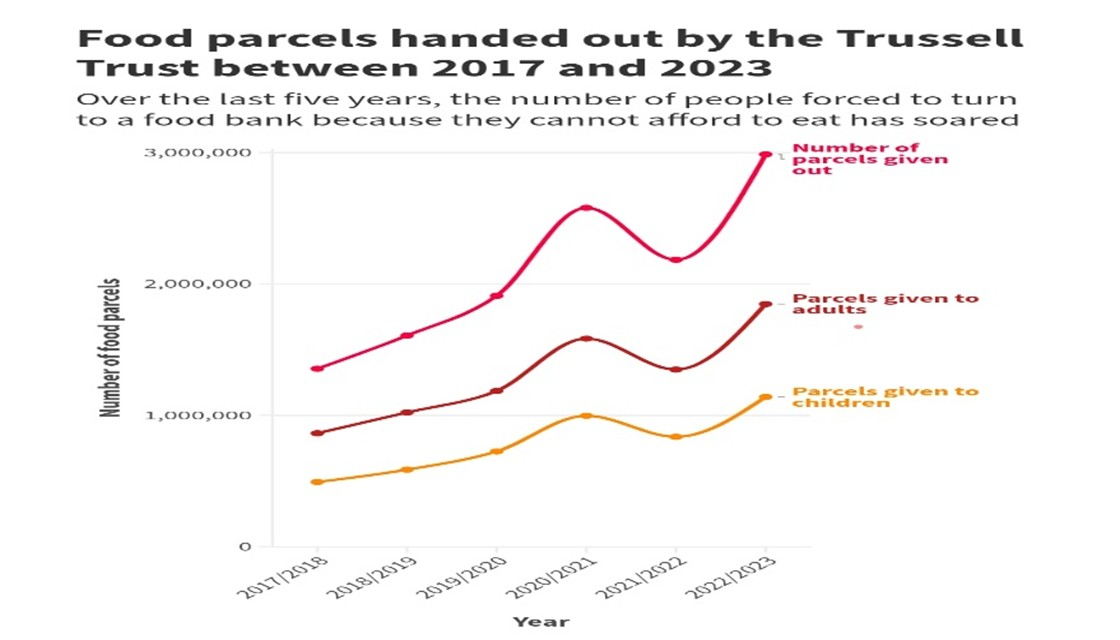 Food parcels handed out by the Trussell
Trust between 2017 and 2023
Over the last five years, the number of people forced to turn
to a food bank because they cannot afford to eat has soared
3,000,000
2,000,000
1,000,000
0
Number of food parcels
Number of
parcels given
out
Parcels given to
adults
Parcels given to
children
2017/2018
2018/2019
2019/2020
2020/2021
2021/2022
2022/2023
Year